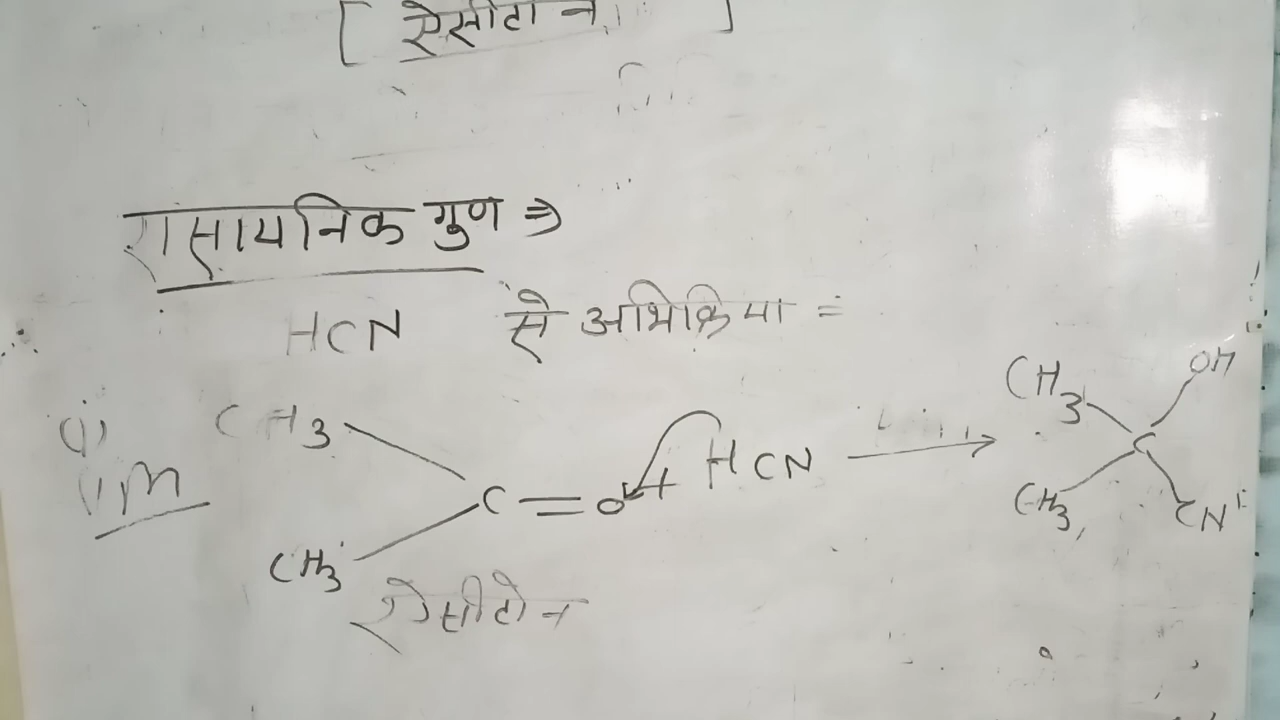 [ ऐसीटोन ]
रासायनिक गुण ⇒
HCN से अभिक्रिया =
CH3 C = O + HCN → CH3 C OH
CH3 CH3 CN
ऐसीटोन